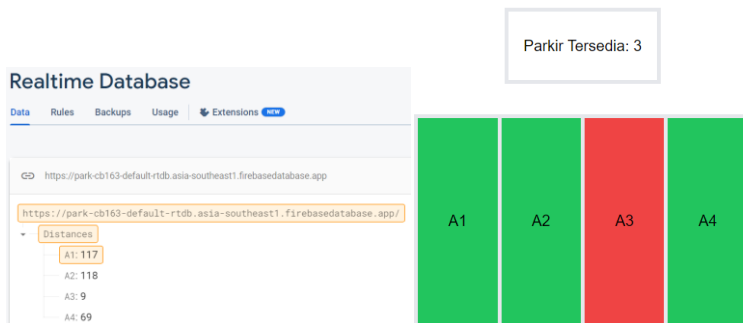 Realtime Database
Data Rules Backups Usage Extensions NEW
https://park-cb163-default-rtdb.asia-southeast1.firebasedatabase.app
https://park-cb163-default-rtdb.asia-southeast1.firebasedatabase.app/
Distances
A1: 117
A2: 118
A3: 9
A4: 69
Parkir Tersedia: 3
A1 A2 A3 A4